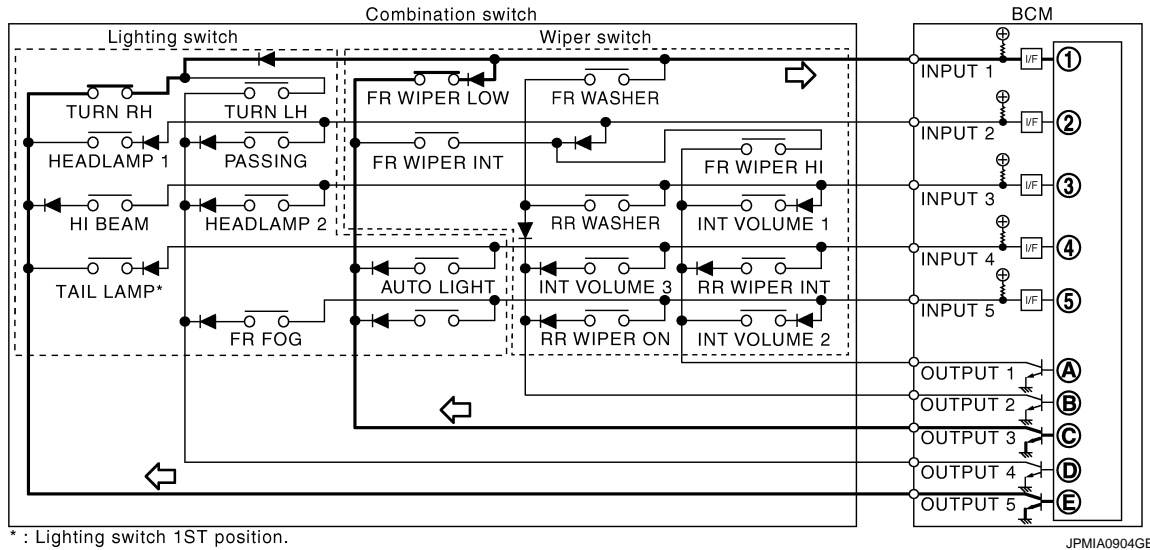 Combination switch
BCM
Lighting switch
Wiper switch
TURN RH
TURN LH
FR WIPER LOW
FR WASHER
INPUT 1
I/F
1
HEADLAMP 1
PASSING
FR WIPER INT
FR WIPER HI
INPUT 2
I/F
2
HI BEAM
HEADLAMP 2
RR WASHER
INT VOLUME 1
INPUT 3
I/F
3
TAIL LAMP*
AUTO LIGHT
INT VOLUME 3
RR WIPER INT
INPUT 4
I/F
4
FR FOG
RR WIPER ON
INT VOLUME 2
INPUT 5
I/F
5
OUTPUT 1
A
OUTPUT 2
B
OUTPUT 3
C
OUTPUT 4
D
OUTPUT 5
E
* : Lighting switch 1ST position.
JPMIA0904GB